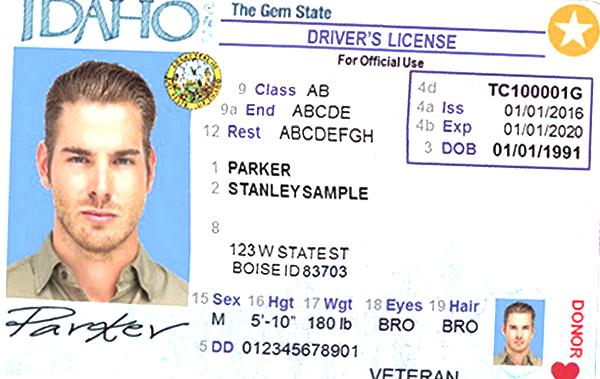 IDAHO
The Gem State
DRIVER'S LICENSE
For Official Use
9 Class AB
9a End ABCDE
12 Rest ABCDEFGH
4d TC100001G
4a Iss 01/01/2016
4b Exp 01/01/2020
3 DOB 01/01/1991
1 PARKER
2 STANLEYSAMPLE
8
123 W STATE ST
BOISE ID 83703
15 Sex 16 Hgt 17 Wgt 18 Eyes 19 Hair
M 5'-10" 180 lb BRO BRO
5 DD 012345678901
Parker
DONOR
VETERAN